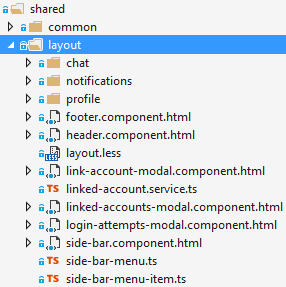 shared
common
layout
chat
notifications
profile
footer.component.html
header.component.html
layout.less
link-account-modal.component.html
TS linked-account.service.ts
linked-accounts-modal.component.html
login-attempts-modal.component.html
side-bar.component.html
TS side-bar-menu.ts
TS side-bar-menu-item.ts